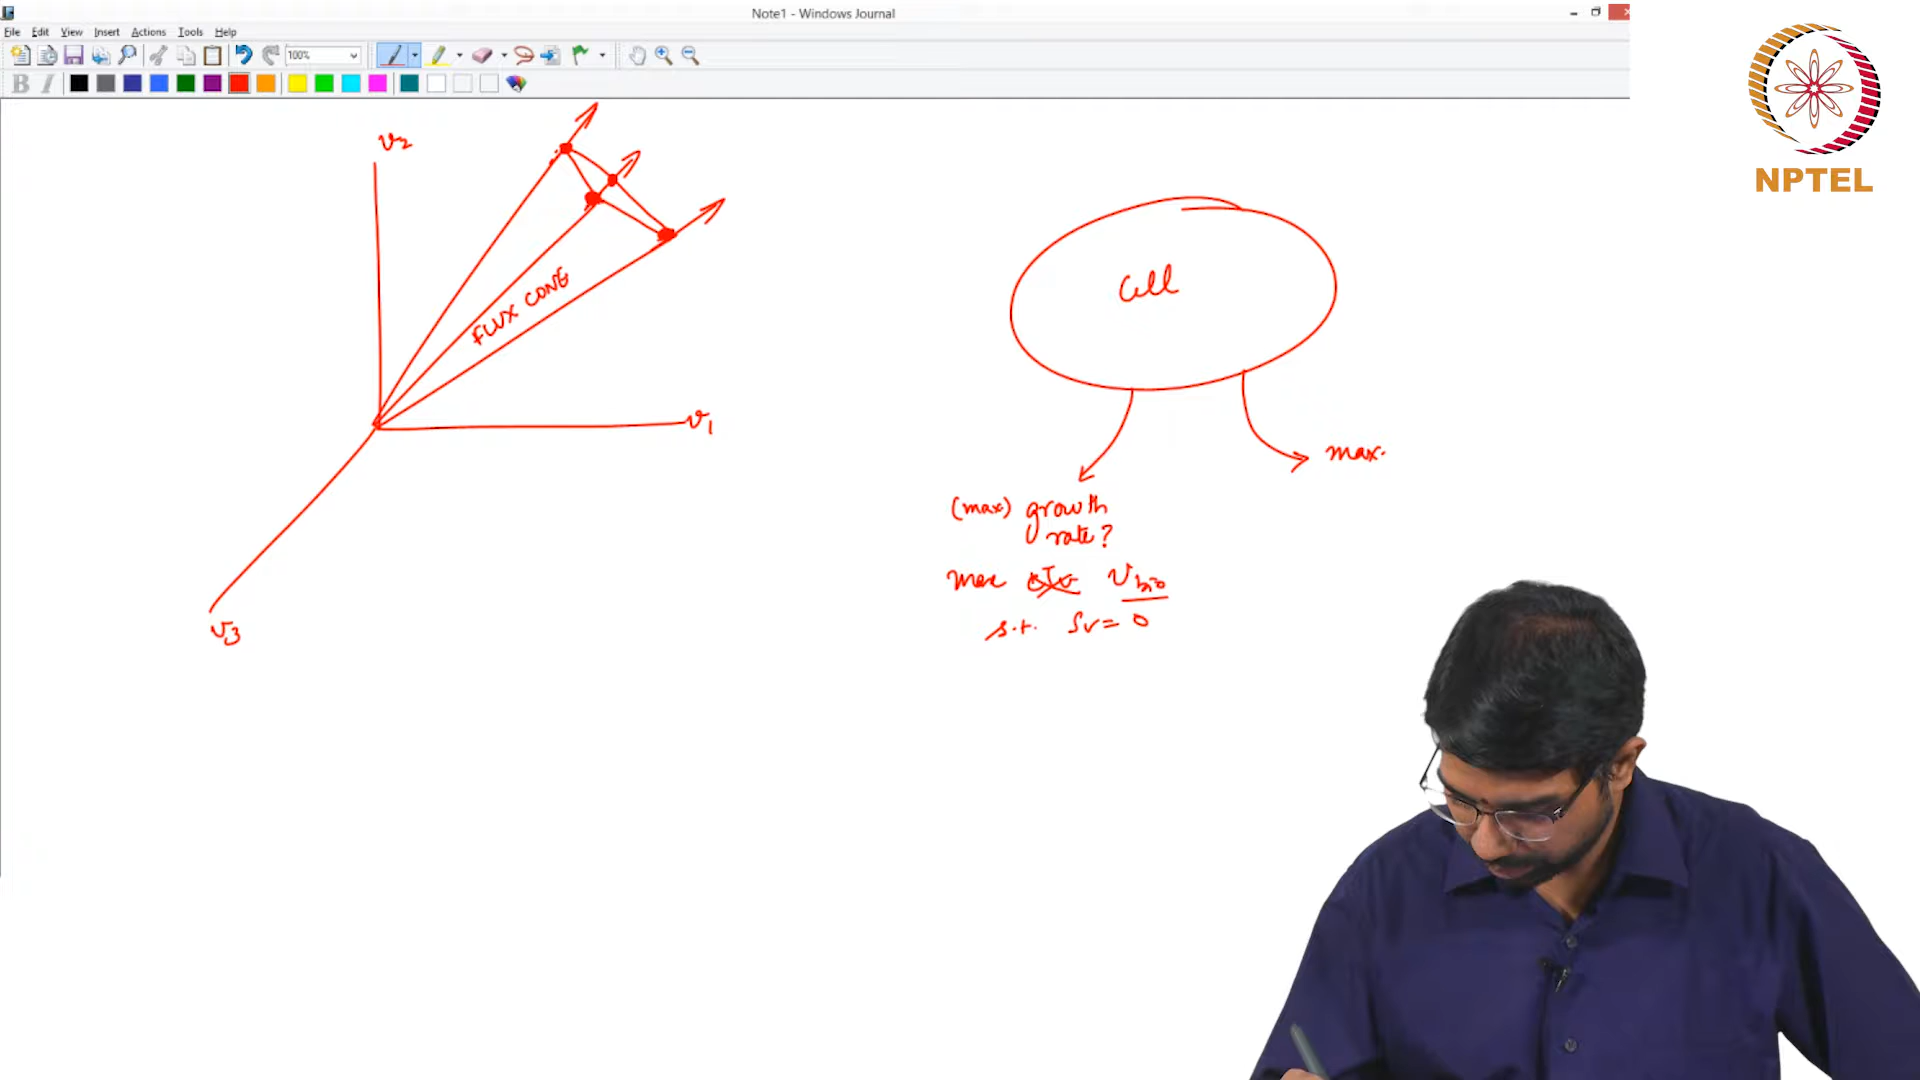 Note1 - Windows Journal
File Edit View Insert Actions Tools Help
100%
B I
NPTEL
v2
FLUX CONE
v1
v3
Cell
max.
(max) growth
rate?
max v bio
s.t. Sv = 0